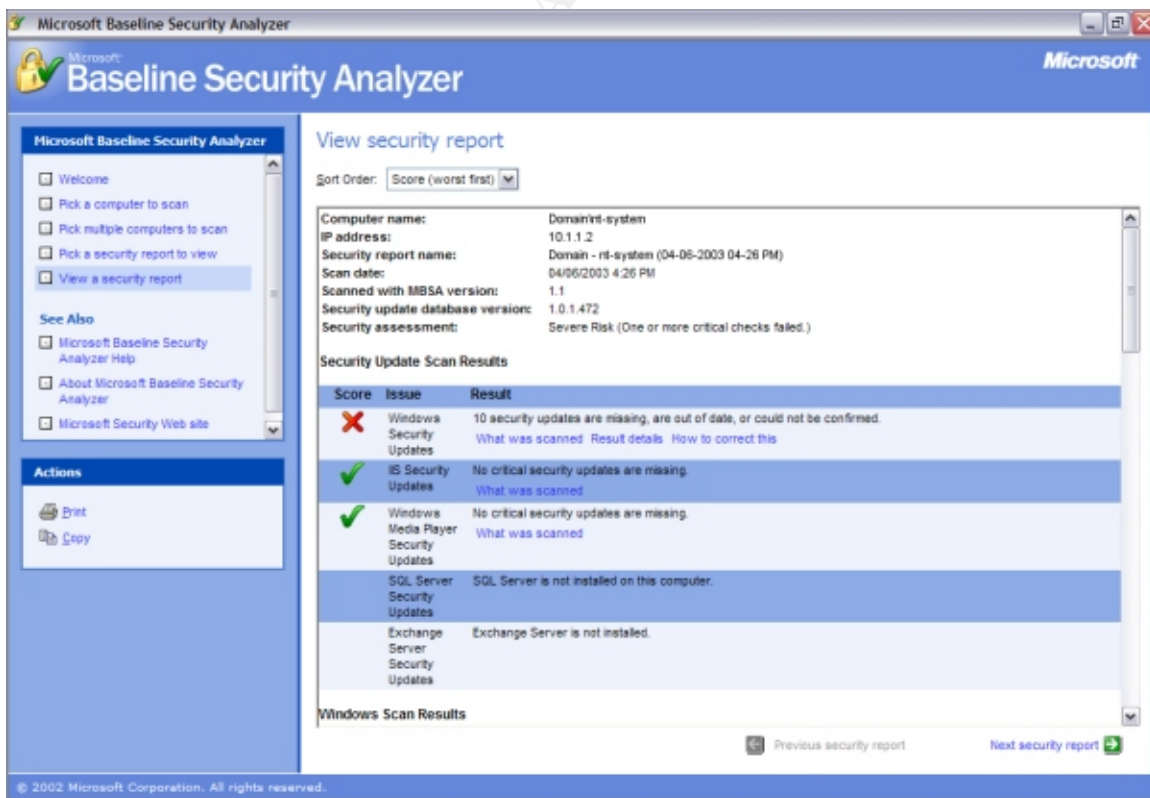 Microsoft Baseline Security Analyzer
Microsoft
Baseline Security Analyzer
Microsoft
Microsoft Baseline Security Analyzer
Welcome
Pick a computer to scan
Pick multiple computers to scan
Pick a security report to view
View a security report
See Also
Microsoft Baseline Security
Analyzer Help
About Microsoft Baseline Security
Analyzer
Microsoft Security Web site
Actions
Print
Copy
View security report
Sort Order: Score (worst first)
Computer name: Domain\nt-system
IP address: 10.1.1.2
Security report name: Domain - nt-system (04-06-2003 04-26 PM)
Scan date: 04/06/2003 4:26 PM
Scanned with MBSA version: 1.1
Security update database version: 1.0.1.472
Security assessment: Severe Risk (One or more critical checks failed.)
Security Update Scan Results
Score Issue Result
Windows
Security
Updates
10 security updates are missing, are out of date, or could not be confirmed.
What was scanned Result details How to correct this
IIS Security
Updates
No critical security updates are missing.
What was scanned
Windows
Media Player
Security
Updates
No critical security updates are missing.
What was scanned
SQL Server
Security
Updates
SQL Server is not installed on this computer.
Exchange
Server
Security
Updates
Exchange Server is not installed.
Windows Scan Results
Previous security report
Next security report
© 2002 Microsoft Corporation. All rights reserved.